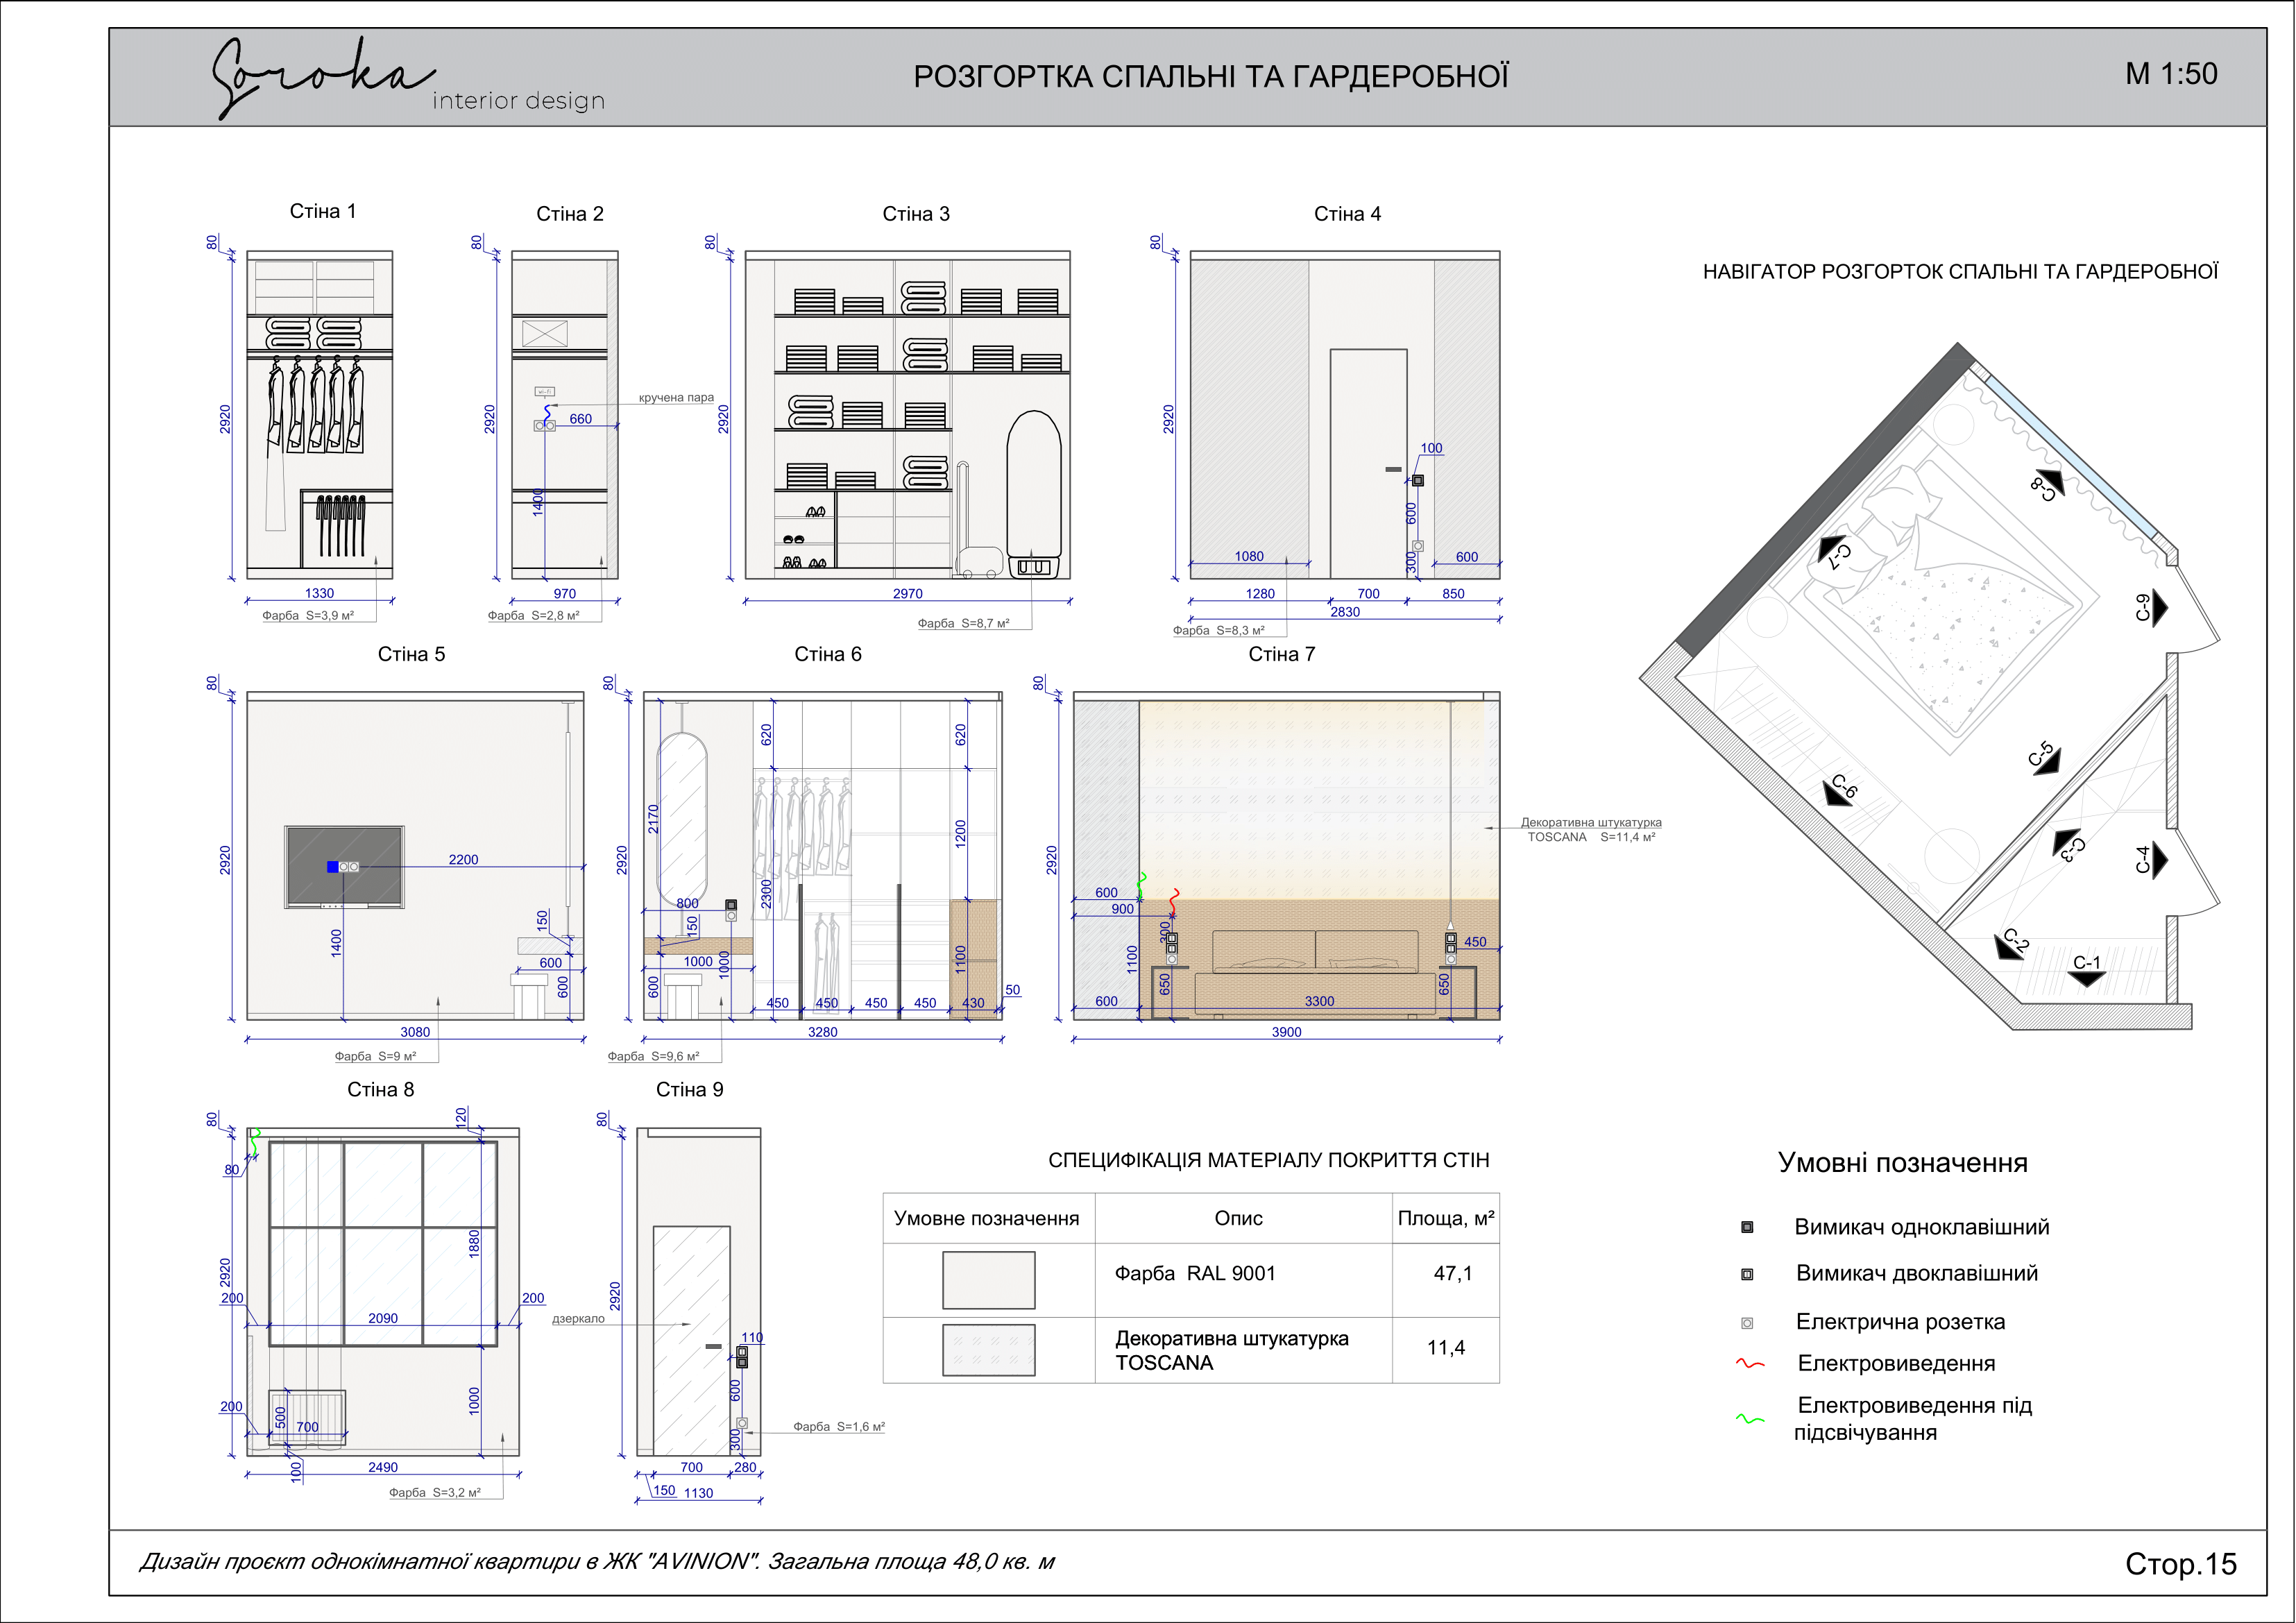 Soroka
interior design
РОЗГОРТКА СПАЛЬНІ ТА ГАРДЕРОБНОЇ
М 1:50
Стіна 1
80
2920
1330
Фарба S=3,9 м²
Стіна 2
80
2920
wi-fi
кручена пара
660
1400
970
Фарба S=2,8 м²
Стіна 3
80
2920
2970
Фарба S=8,7 м²
Стіна 4
80
2920
100
600
300
1080
600
1280
700
850
2830
Фарба S=8,3 м²
НАВІГАТОР РОЗГОРТОК СПАЛЬНІ ТА ГАРДЕРОБНОЇ
С-8
С-7
С-9
С-5
С-6
С-3
С-4
С-2
С-1
Стіна 5
80
2920
2200
1400
150
600
600
3080
Фарба S=9 м²
Стіна 6
80
2920
620
620
2170
1200
2300
800
150
1000
1000
600
1100
450
450
450
450
430
50
3280
Фарба S=9,6 м²
Стіна 7
80
2920
Декоративна штукатурка
TOSCANA S=11,4 м²
600
900
300
1100
450
650
650
600
3300
3900
Стіна 8
80
120
80
2920
1880
200
2090
200
200
500
700
1000
100
2490
Фарба S=3,2 м²
Стіна 9
80
2920
дзеркало
110
600
300
Фарба S=1,6 м²
700
280
150
1130
СПЕЦИФІКАЦІЯ МАТЕРІАЛУ ПОКРИТТЯ СТІН
Умовне позначення
Опис
Площа, м²
Фарба RAL 9001
47,1
Декоративна штукатурка
TOSCANA
11,4
Умовні позначення
Вимикач одноклавішний
Вимикач двоклавішний
Електрична розетка
Електровиведення
Електровиведення під
підсвічування
Дизайн проєкт однокімнатної квартири в ЖК "AVINION". Загальна площа 48,0 кв. м
Стор.15